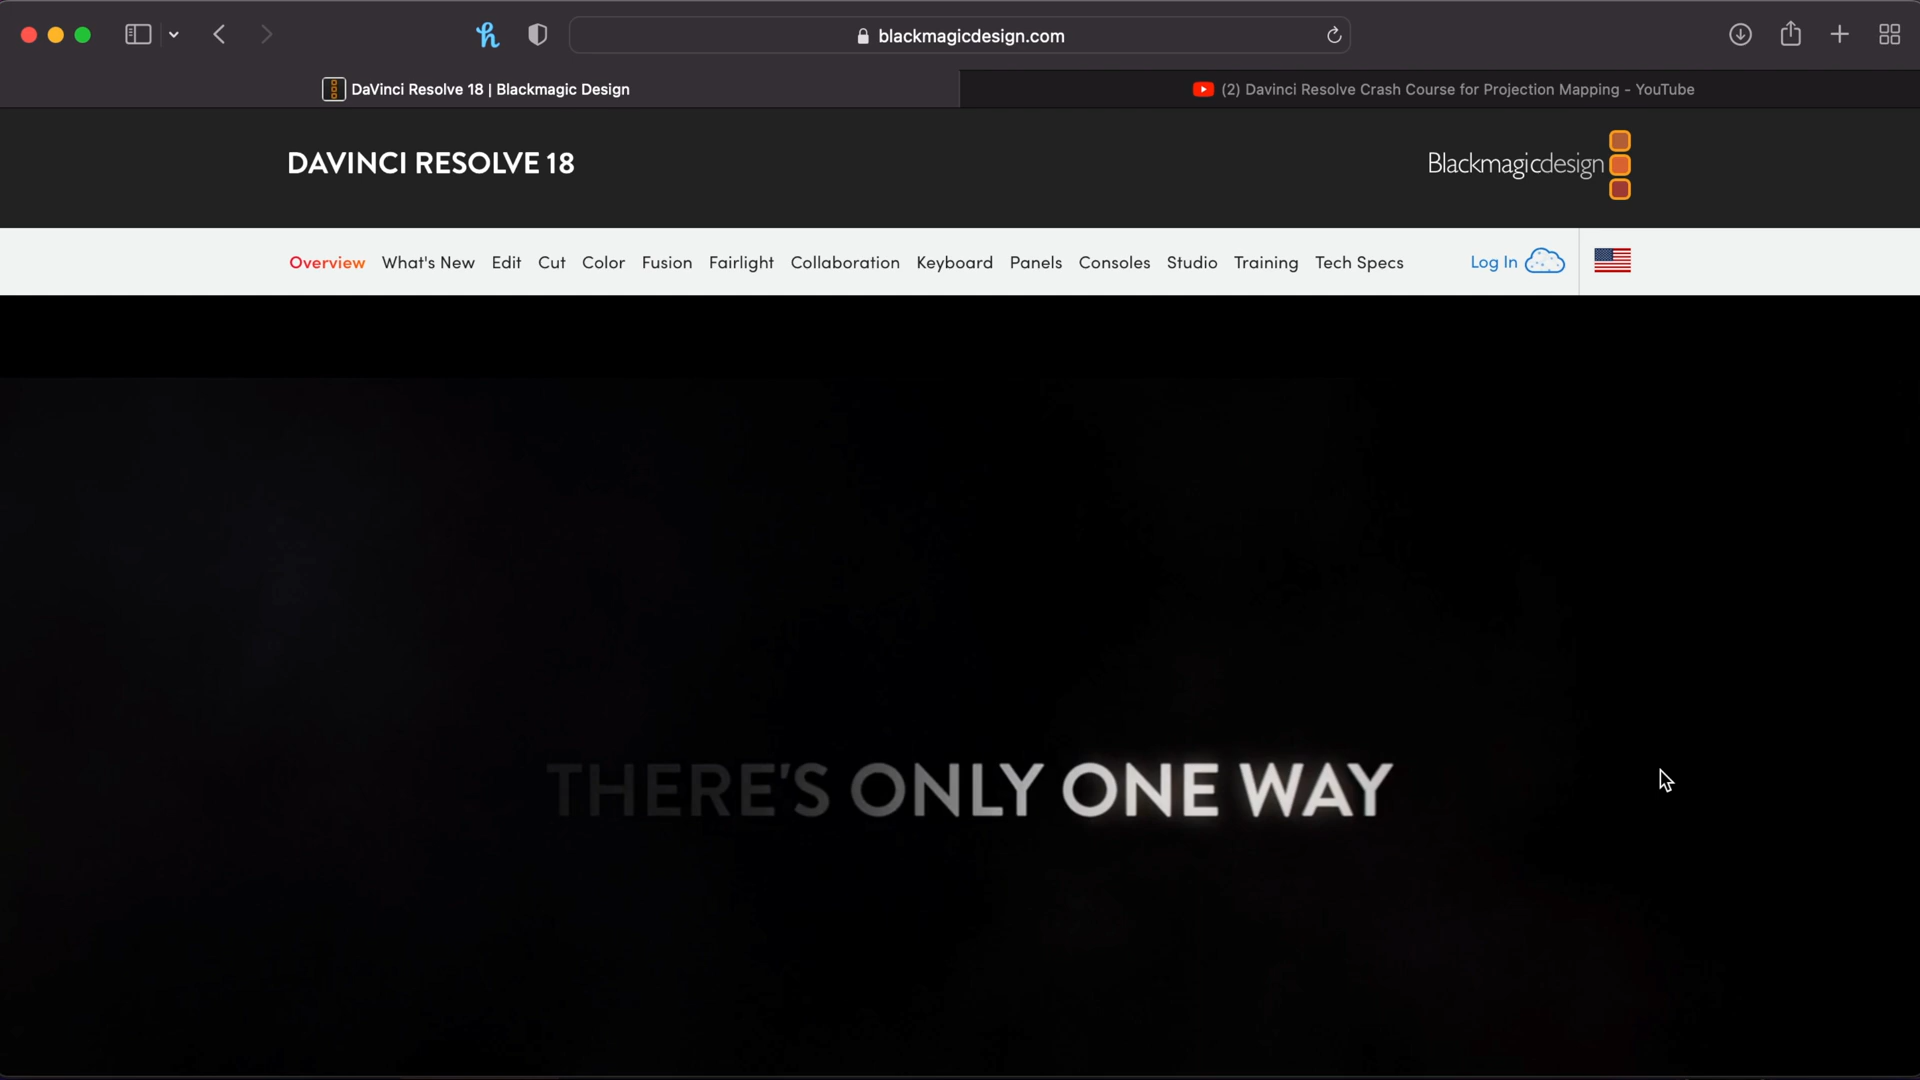 blackmagicdesign.com
DaVinci Resolve 18 | Blackmagic Design
(2) Davinci Resolve Crash Course for Projection Mapping - YouTube
DAVINCI RESOLVE 18
Blackmagicdesign
Overview What's New Edit Cut Color Fusion Fairlight Collaboration Keyboard Panels Consoles Studio Training Tech Specs Log In
THERE'S ONLY ONE WAY